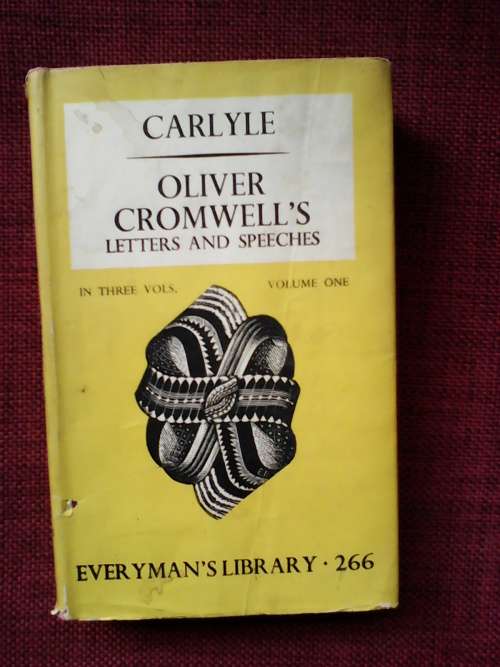 CARLYLE
OLIVER
CROMWELL'S
LETTERS AND SPEECHES
IN THREE VOLS. VOLUME ONE
EVERYMAN'S LIBRARY · 266